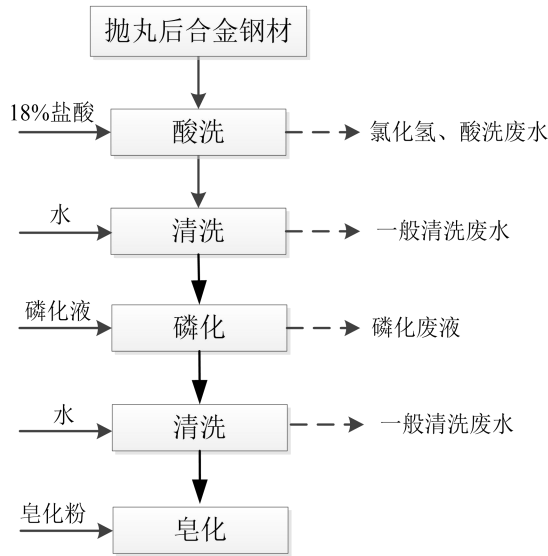 抛丸后合金钢材
18%盐酸
酸洗
氯化氢、酸洗废水
水
清洗
一般清洗废水
磷化液
磷化
磷化废液
水
清洗
一般清洗废水
皂化粉
皂化